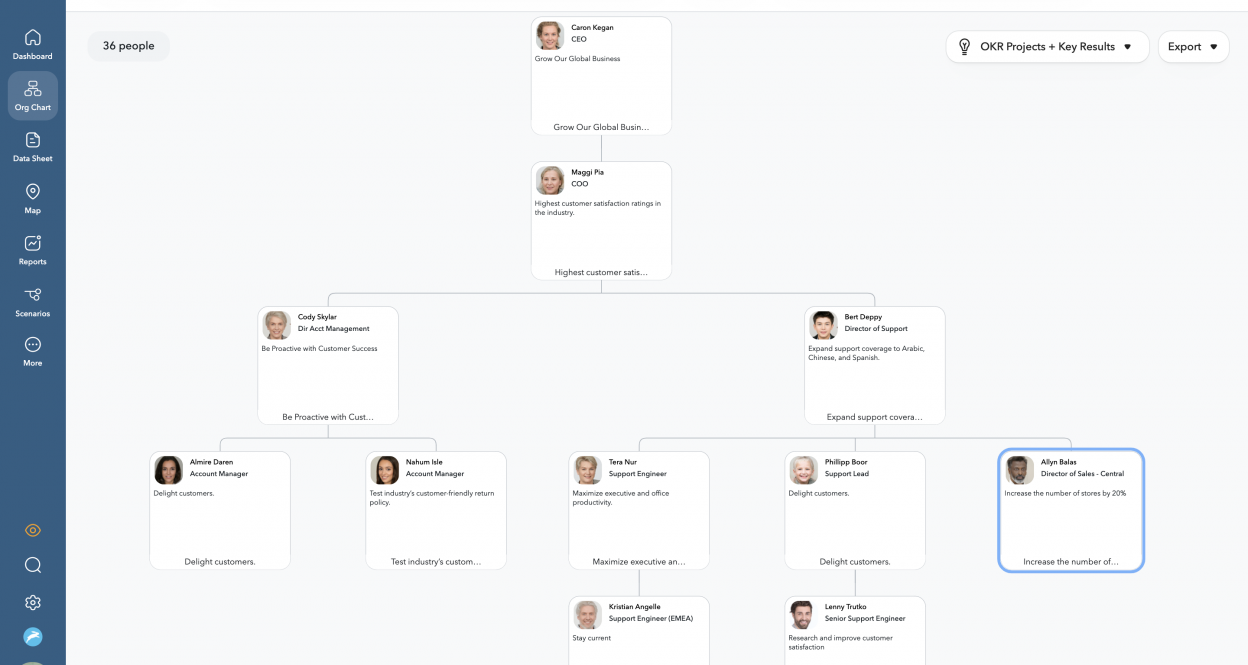 Dashboard
Org Chart
Data Sheet
Map
Reports
Scenarios
More
36 people
OKR Projects + Key Results
Export
Caron Kegan
CEO
Grow Our Global Business
Grow Our Global Busin...
Maggi Pia
COO
Highest customer satisfaction ratings in
the industry.
Highest customer satis...
Cody Skylar
Dir Acct Management
Be Proactive with Customer Success
Be Proactive with Cust...
Bert Deppy
Director of Support
Expand support coverage to Arabic,
Chinese, and Spanish.
Expand support covera...
Almire Daren
Account Manager
Delight customers.
Delight customers.
Nahum Isle
Account Manager
Test industry's customer-friendly return
policy.
Test industry's custom...
Tera Nur
Support Engineer
Maximize executive and office
productivity.
Maximize executive an...
Phillipp Boor
Support Lead
Delight customers.
Delight customers.
Allyn Balas
Director of Sales - Central
Increase the number of stores by 20%
Increase the number of...
Kristian Angelle
Support Engineer (EMEA)
Stay current
Lenny Trutko
Senior Support Engineer
Research and improve customer
satisfaction